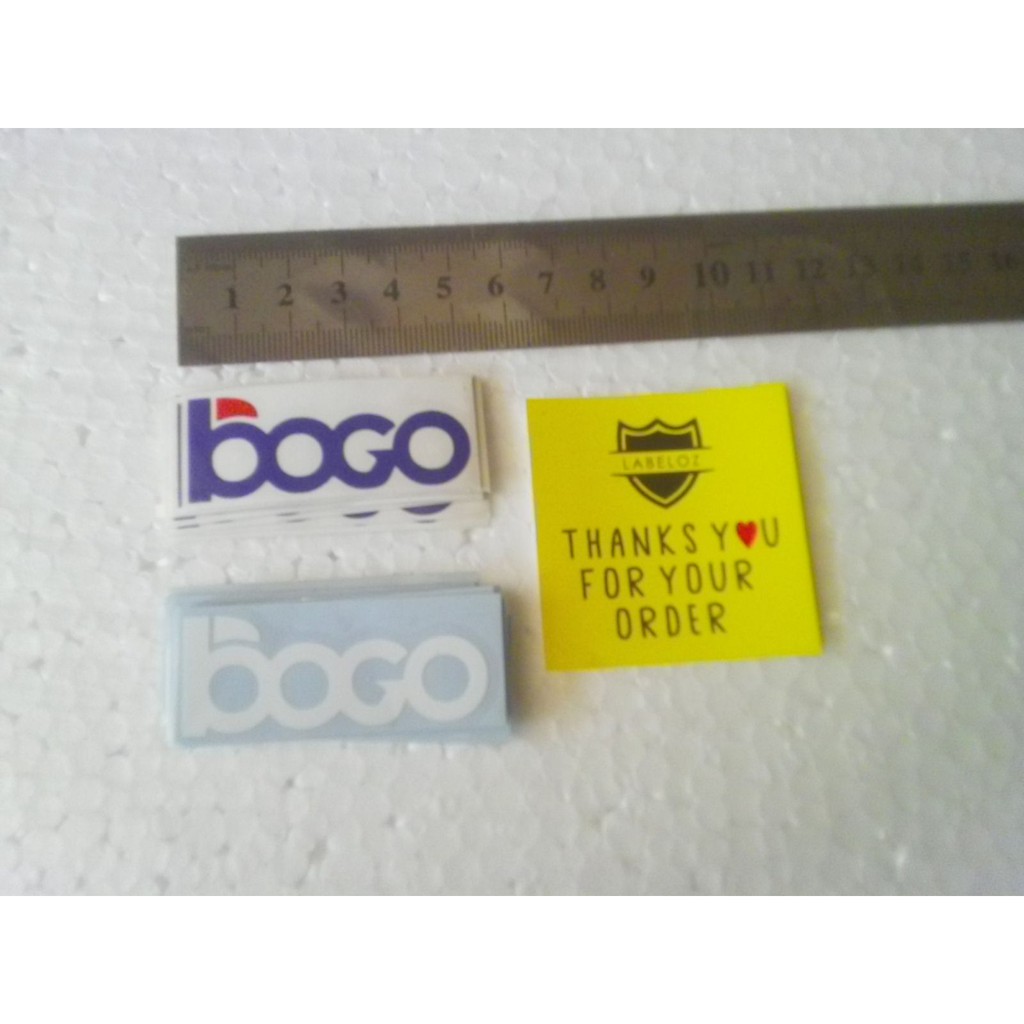 1 2 3 4 5 6 7 8 9 10 11 12 13 14 15 16
bOGO
LABELOZ
THANKS Y♥U
FOR YOUR
ORDER
bOGO